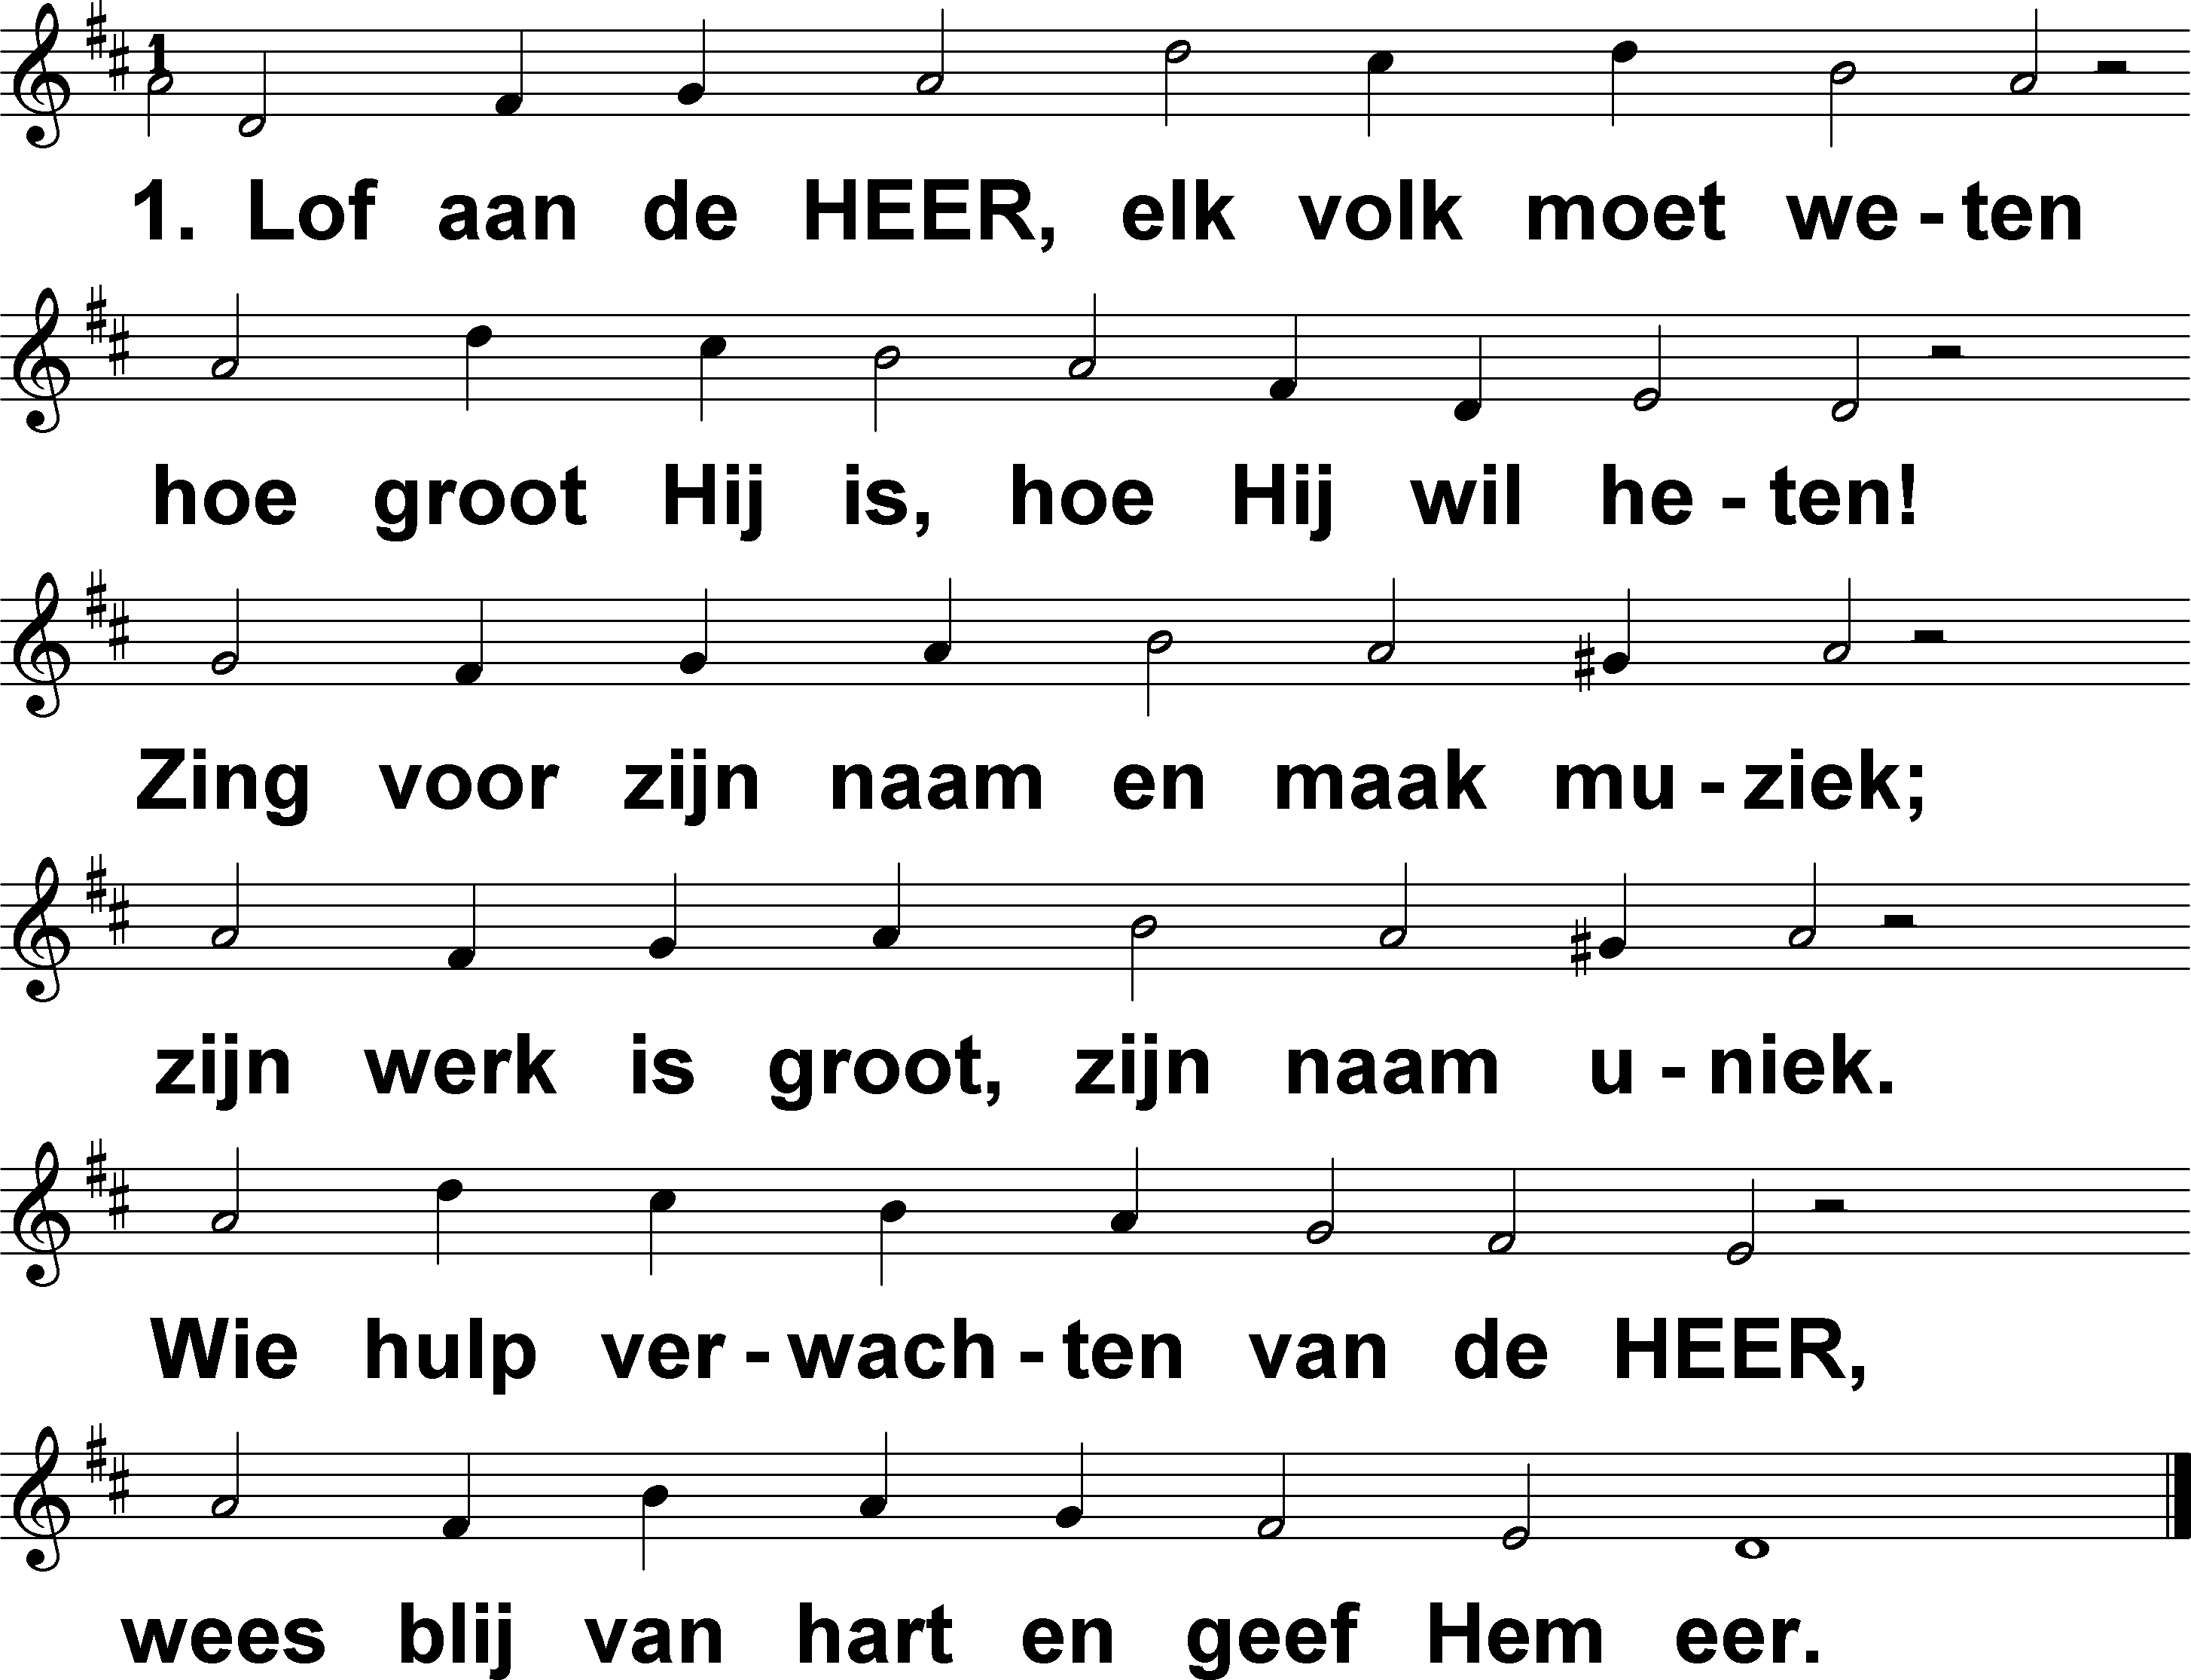 1. Lof aan de HEER, elk volk moet we - ten
hoe groot Hij is, hoe Hij wil he - ten!
Zing voor zijn naam en maak mu - ziek;
zijn werk is groot, zijn naam u - niek.
Wie hulp ver - wach - ten van de HEER,
wees blij van hart en geef Hem eer.